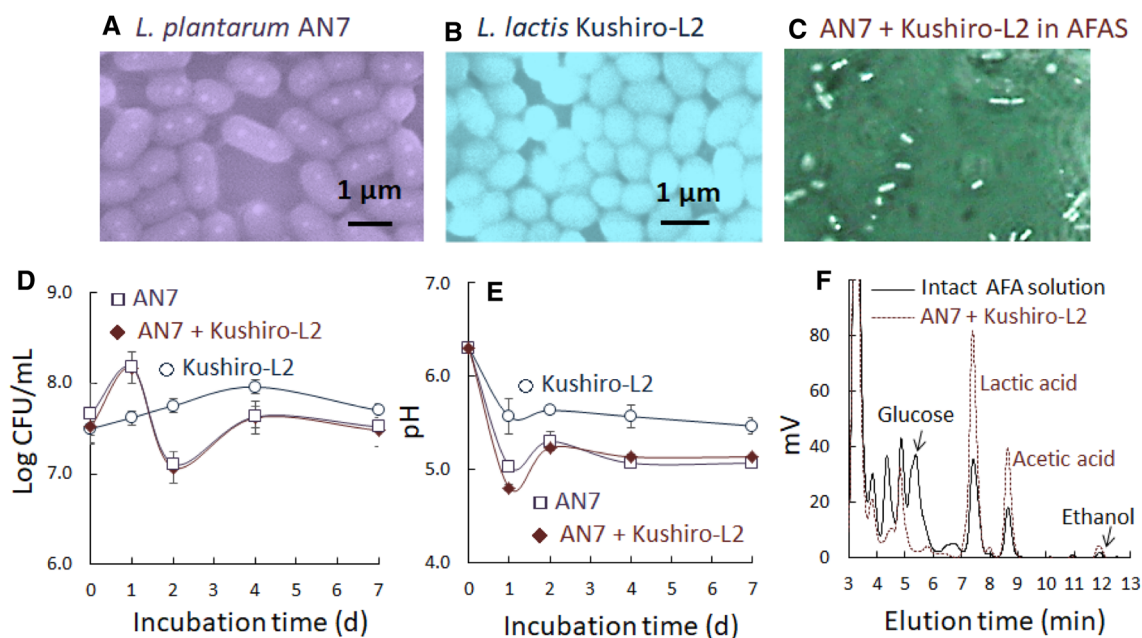 A L. plantarum AN7
B L. lactis Kushiro-L2
C AN7 + Kushiro-L2 in AFAS
1 μm
1 μm
D
9.0
8.0
7.0
6.0
Log CFU/mL
AN7
AN7 + Kushiro-L2
Kushiro-L2
0 1 2 3 4 5 6 7
Incubation time (d)
E
7.0
6.0
5.0
4.0
pH
Kushiro-L2
AN7
AN7 + Kushiro-L2
0 1 2 3 4 5 6 7
Incubation time (d)
F
Intact AFA solution
AN7 + Kushiro-L2
80
60
40
20
0
mV
Lactic acid
Glucose
Acetic acid
Ethanol
3 4 5 6 7 8 9 10 11 12 13
Elution time (min)